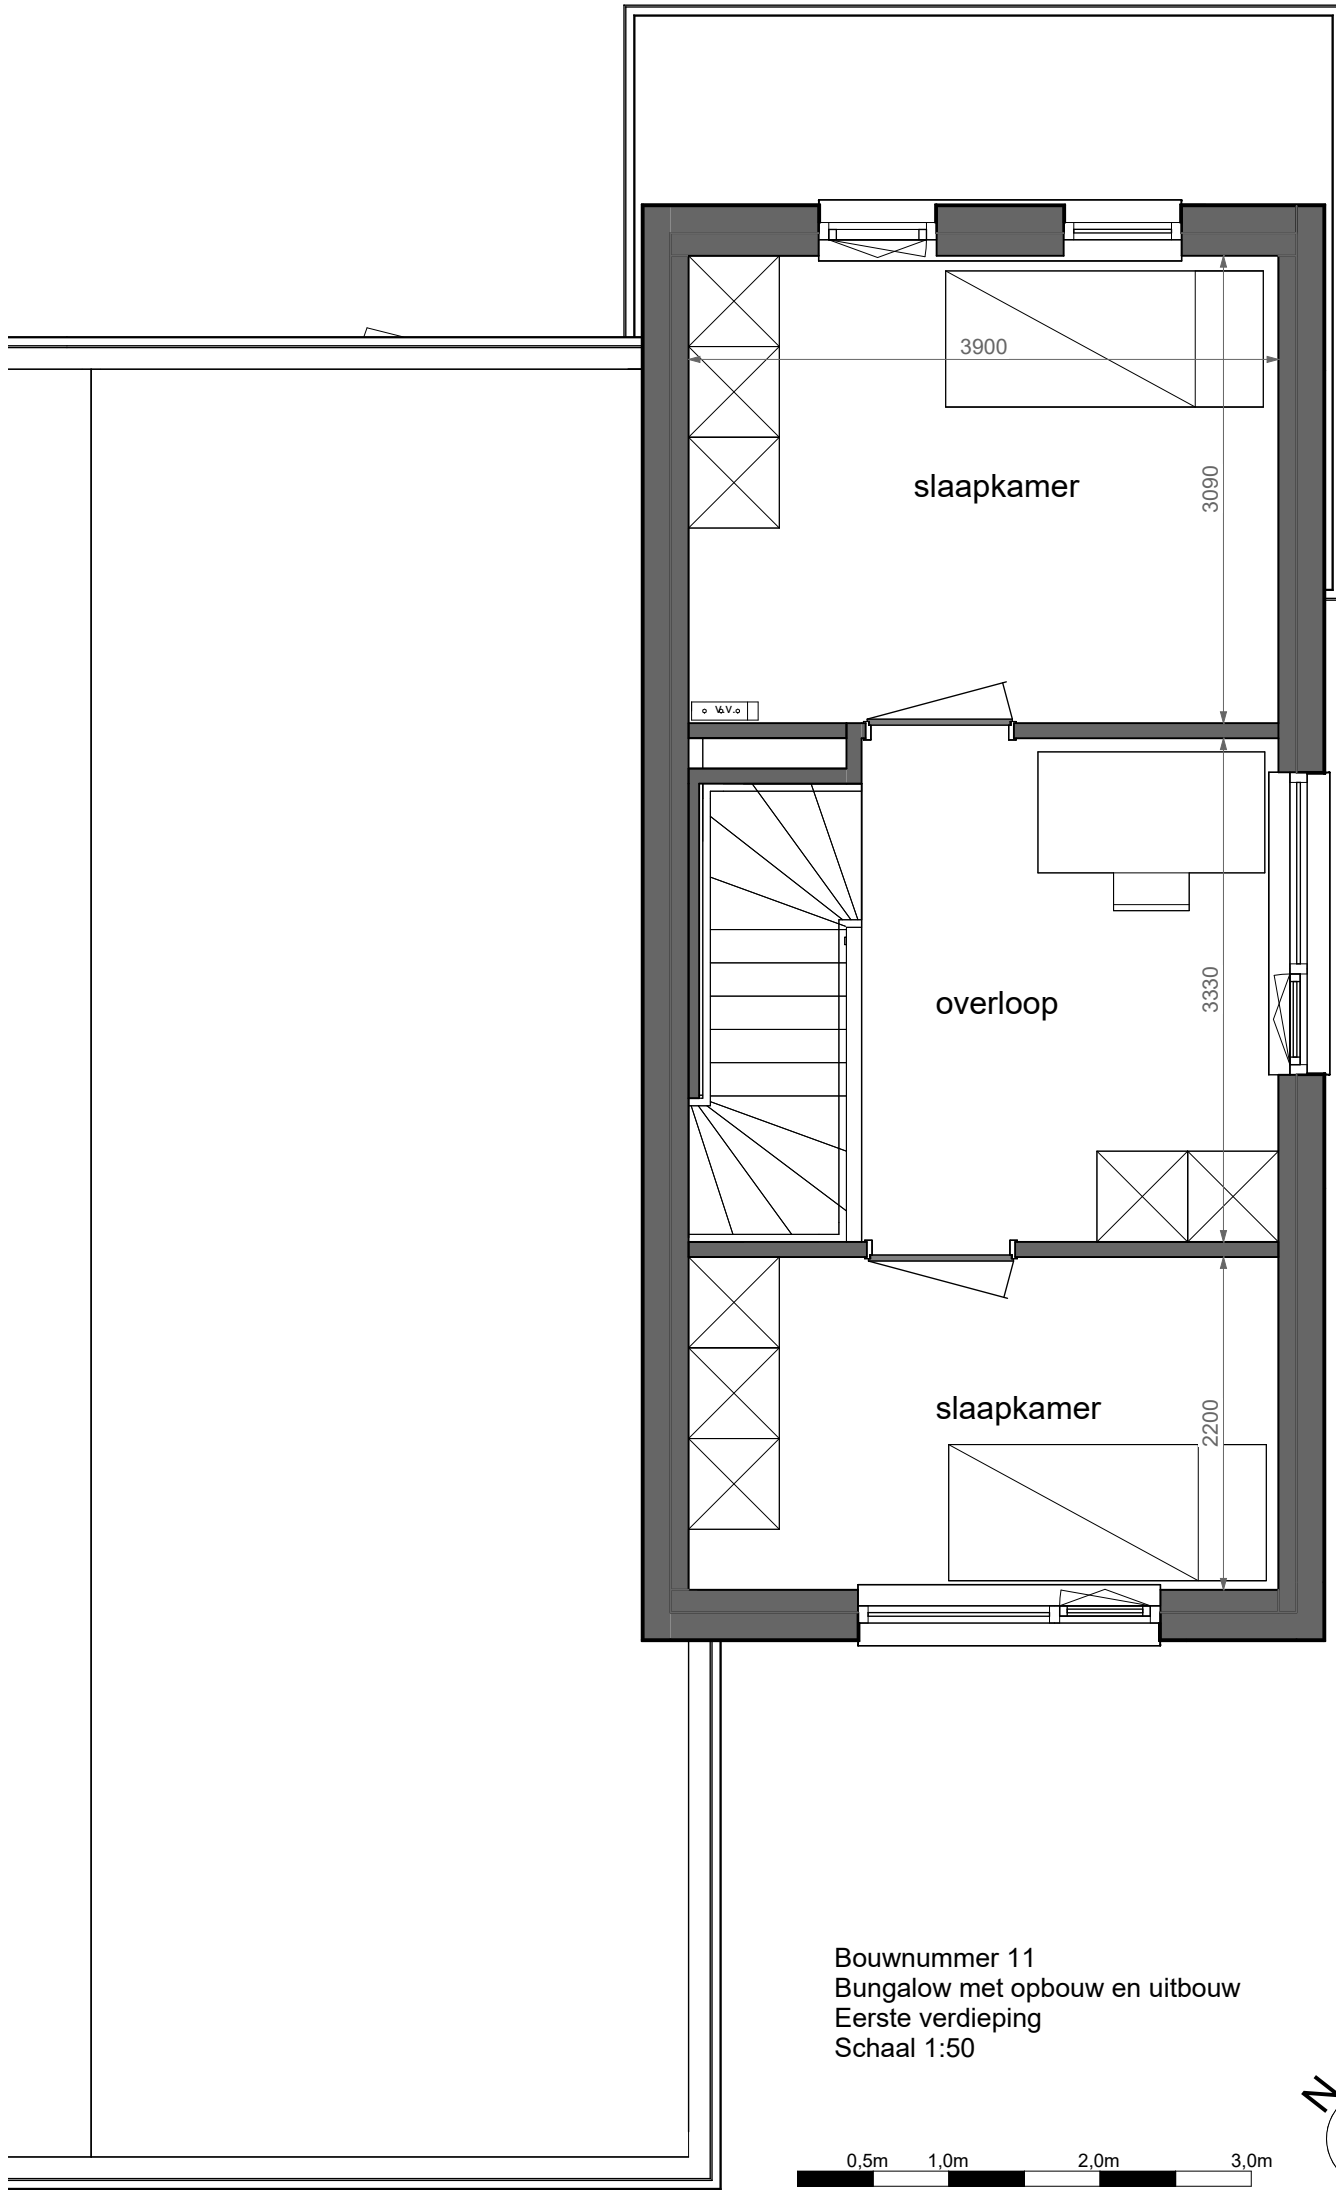 3900
slaapkamer
3090
V.V.
overloop
3330
slaapkamer
2200
Bouwnummer 11
Bungalow met opbouw en uitbouw
Eerste verdieping
Schaal 1:50
N
0,5m 1,0m 2,0m 3,0m